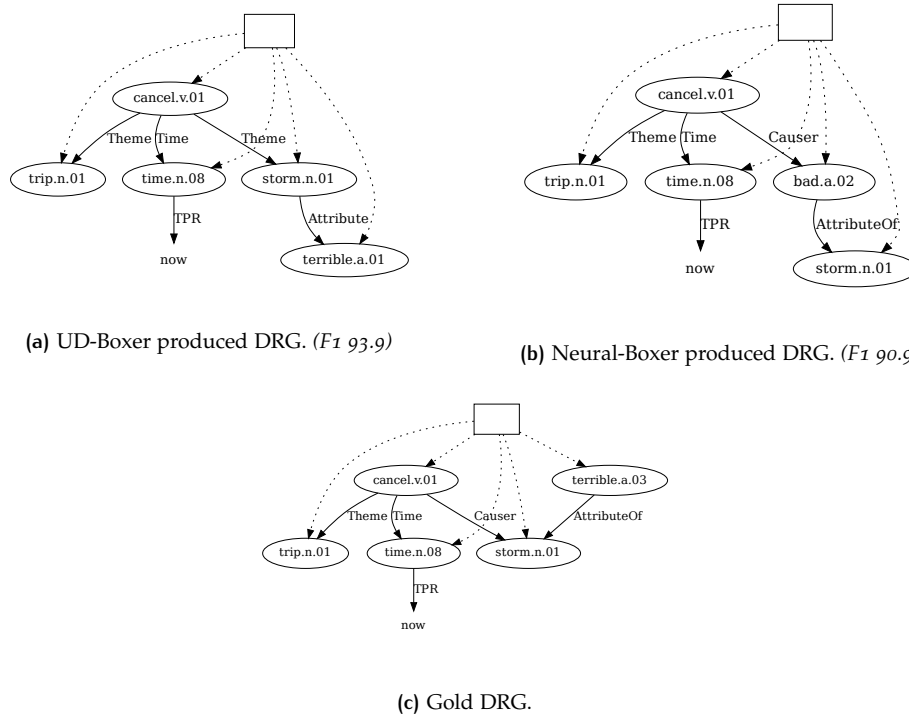 cancel.v.01
Theme Time Theme
trip.n.01 time.n.08 storm.n.01
TPR Attribute
now terrible.a.01
(a) UD-Boxer produced DRG. (F1 93.9)
cancel.v.01
Theme Time Causer
trip.n.01 time.n.08 bad.a.02
TPR AttributeOf
now storm.n.01
(b) Neural-Boxer produced DRG. (F1 90.9
cancel.v.01 terrible.a.03
Theme Time Causer AttributeOf
trip.n.01 time.n.08 storm.n.01
TPR
now
(c) Gold DRG.